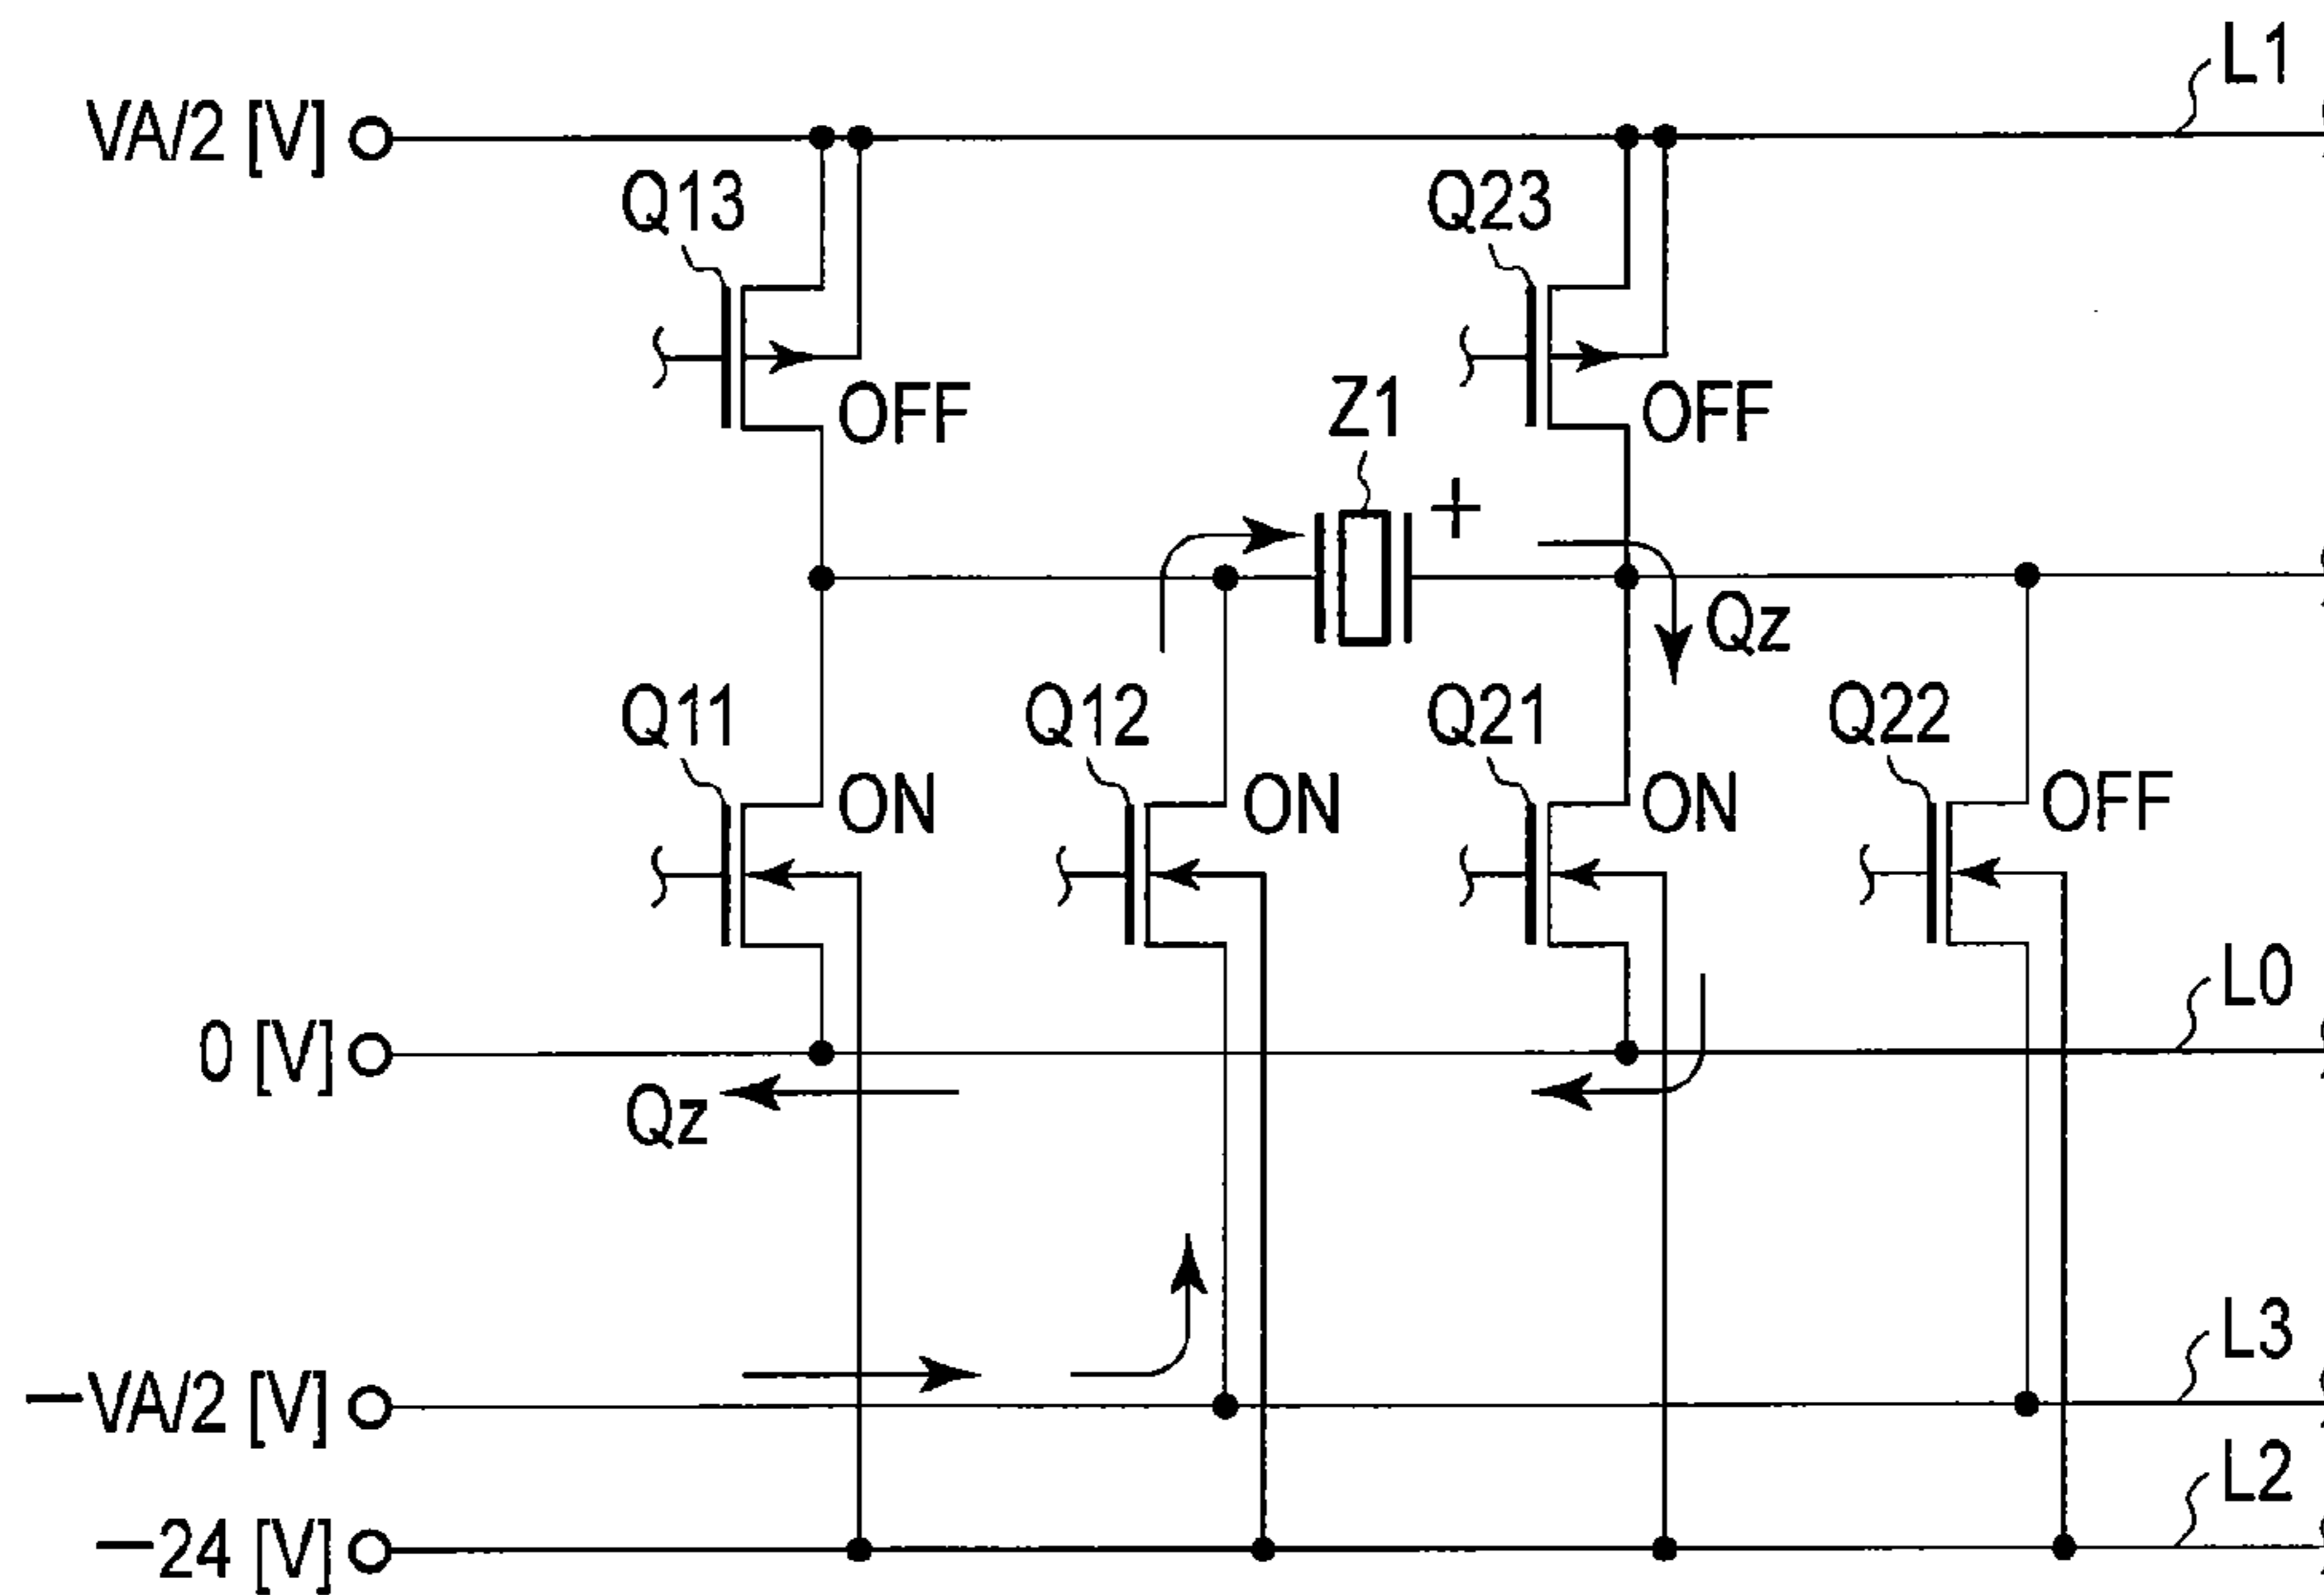 L1
VA/2 [V]
Q13
Q23
OFF
Z1
OFF
+
Qz
Q11
Q12
Q21
Q22
ON
ON
ON
OFF
L0
0 [V]
Qz
L3
−VA/2 [V]
L2
−24 [V]